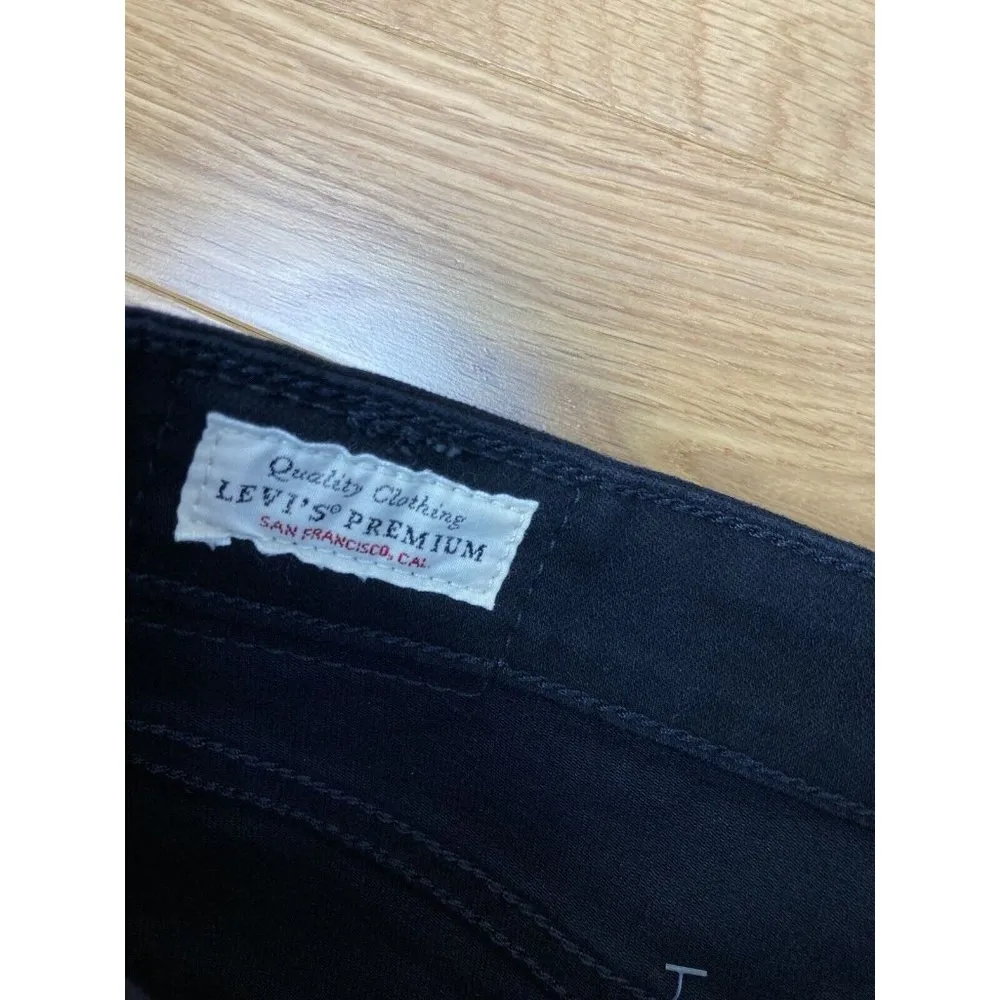 Quality Clothing
LEVI'S® PREMIUM
SAN FRANCISCO, CAL.